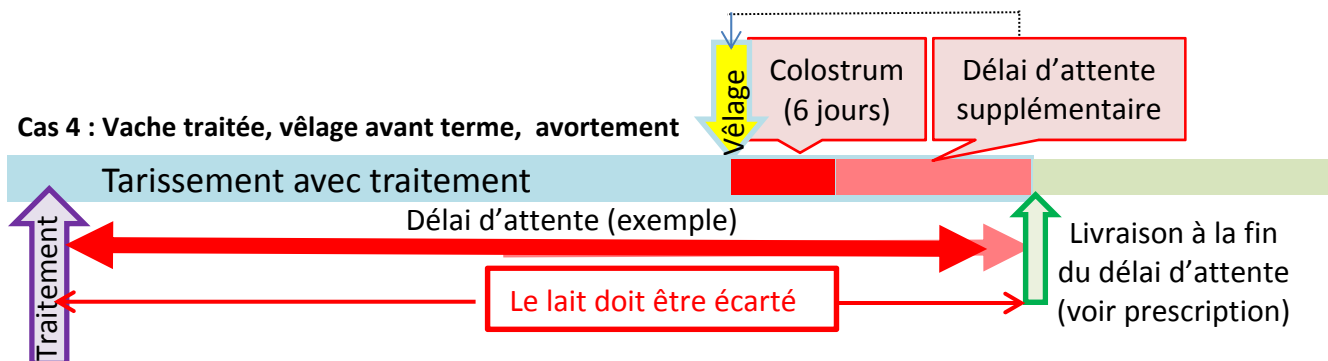 Vêlage
Colostrum
(6 jours)
Délai d’attente
supplémentaire
Cas 4 : Vache traitée, vêlage avant terme, avortement
Tarissement avec traitement
Traitement
Délai d’attente (exemple)
Le lait doit être écarté
Livraison à la fin
du délai d’attente
(voir prescription)